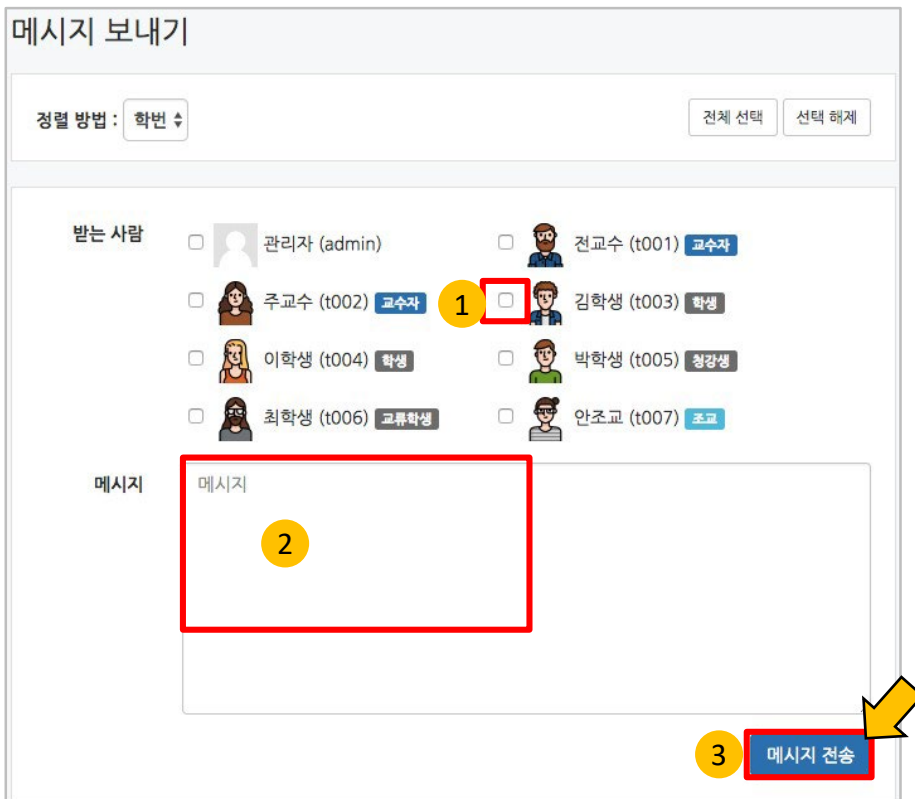 메시지 보내기
정렬 방법 : 학번 전체 선택 선택 해제
받는 사람 관리자 (admin) 전교수 (t001) 교수자
주교수 (t002) 교수자 1 김학생 (t003) 학생
이학생 (t004) 학생 박학생 (t005) 청강생
최학생 (t006) 교류학생 안조교 (t007) 조교
메시지 메시지
2
3 메시지 전송